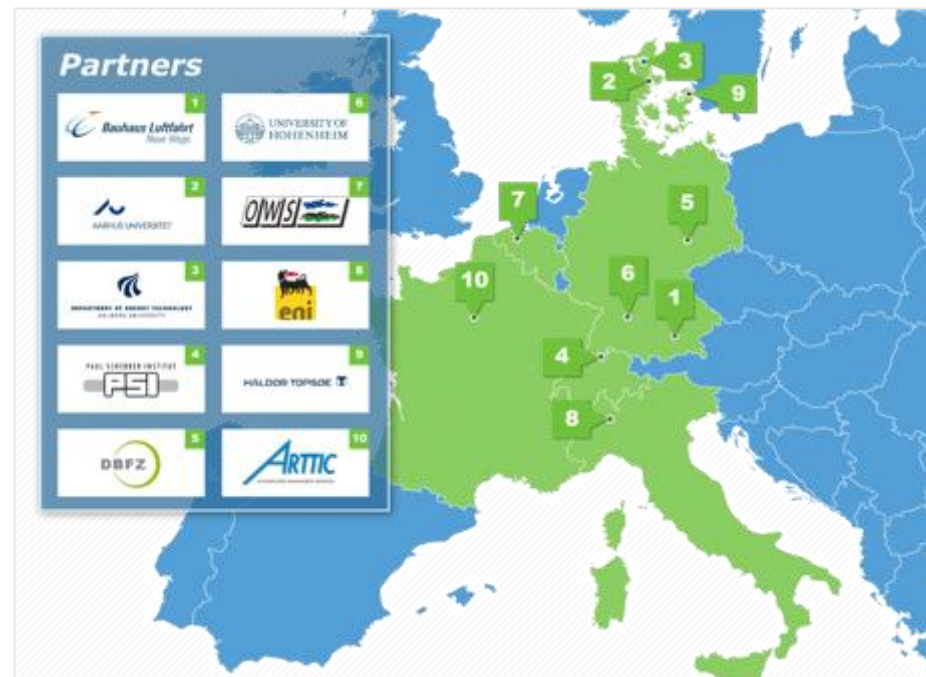 Partners
1
Bauhaus Luftfahrt
Neue Wege.
6
UNIVERSITY OF
HOHENHEIM
2
AARHUS UNIVERSITET
7
OWS
3
DEPARTMENT OF ENERGY TECHNOLOGY
AALBORG UNIVERSITY
8
eni
4
PAUL SCHERRER INSTITUT
PSI
9
HALDOR TOPSOE
5
DBFZ
10
ARTTIC
2
3
9
7
5
10
6
1
4
8